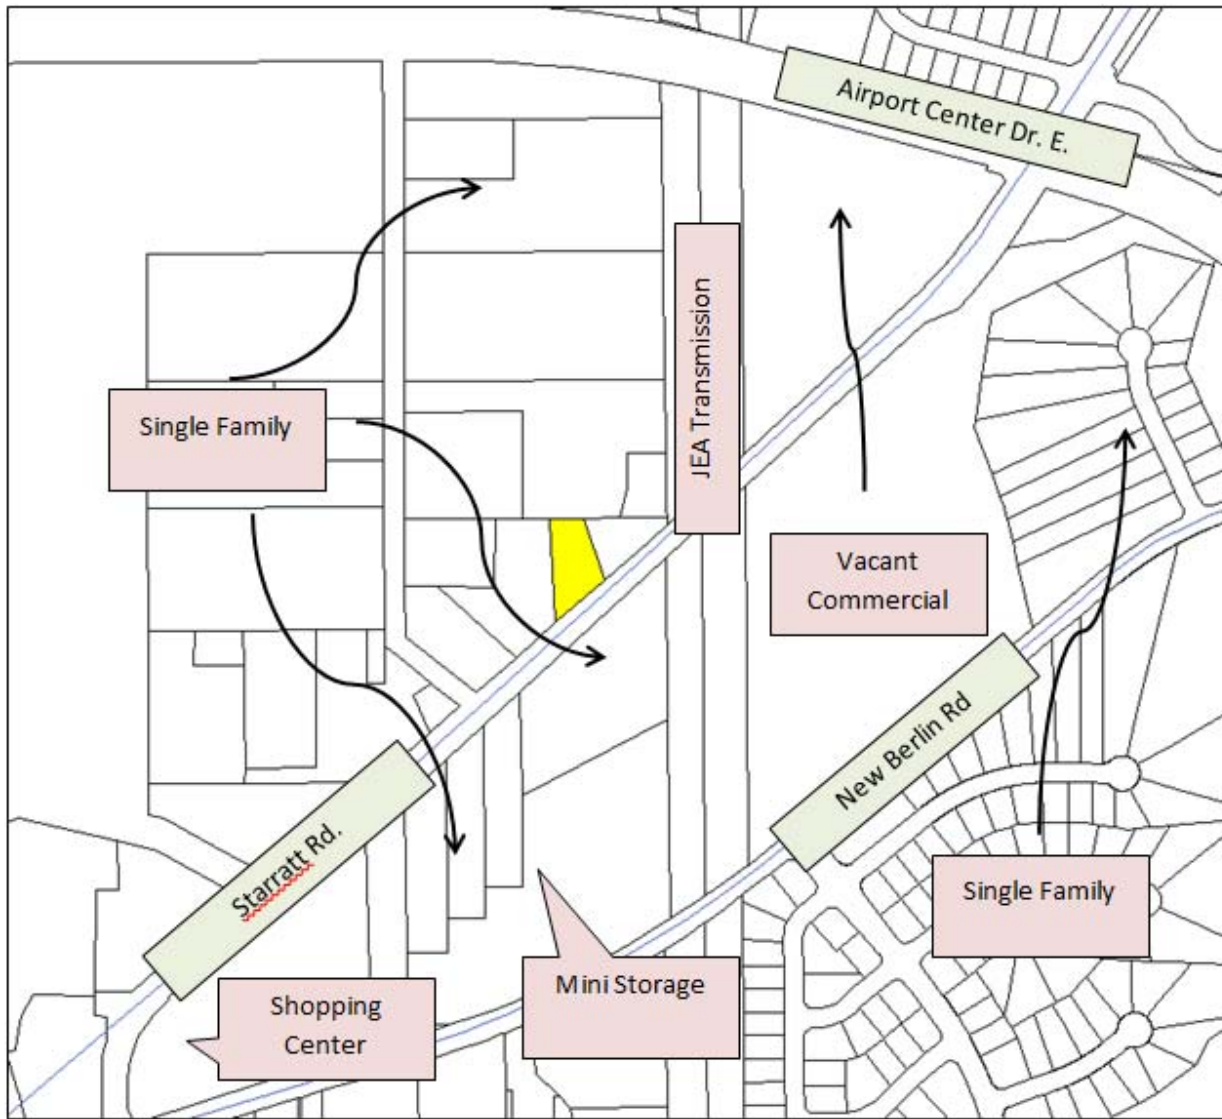 Airport Center Dr. E.
JEA Transmission
Single Family
Vacant
Commercial
New Berlin Rd
Starratt Rd.
Single Family
Mini Storage
Shopping
Center